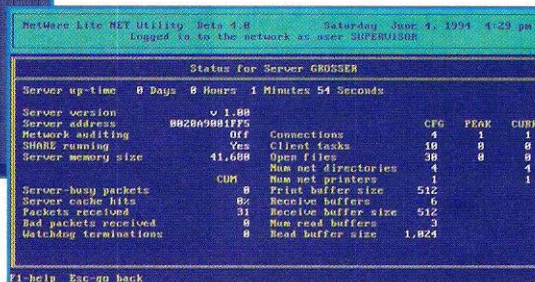 NetWare Lite NET Utility Beta 4.0 Saturday June 4, 1994 4:29 pm
Logged in to the network as user SUPERVISOR
Status for Server GROSSER
Server up-time 0 Days 0 Hours 1 Minutes 54 Seconds
Server version v 1.00
Server address CFG PEAK CURR
Network auditing Off Connections 4 1 1
SHARE running Yes Client tasks 10 0 0
Server memory size 41,680 Open files 30 0 0
Num net directories 4 4
CUM Num net printers 1 1
Server-busy packets 0 Print buffer size 512
Server cache hits 0% Receive buffers 6
Packets received 31 Receive buffer size 512
Bad packets received 0 Num read buffers 3
Watchdog terminations 0 Read buffer size 1,024
F1-help Esc-go back